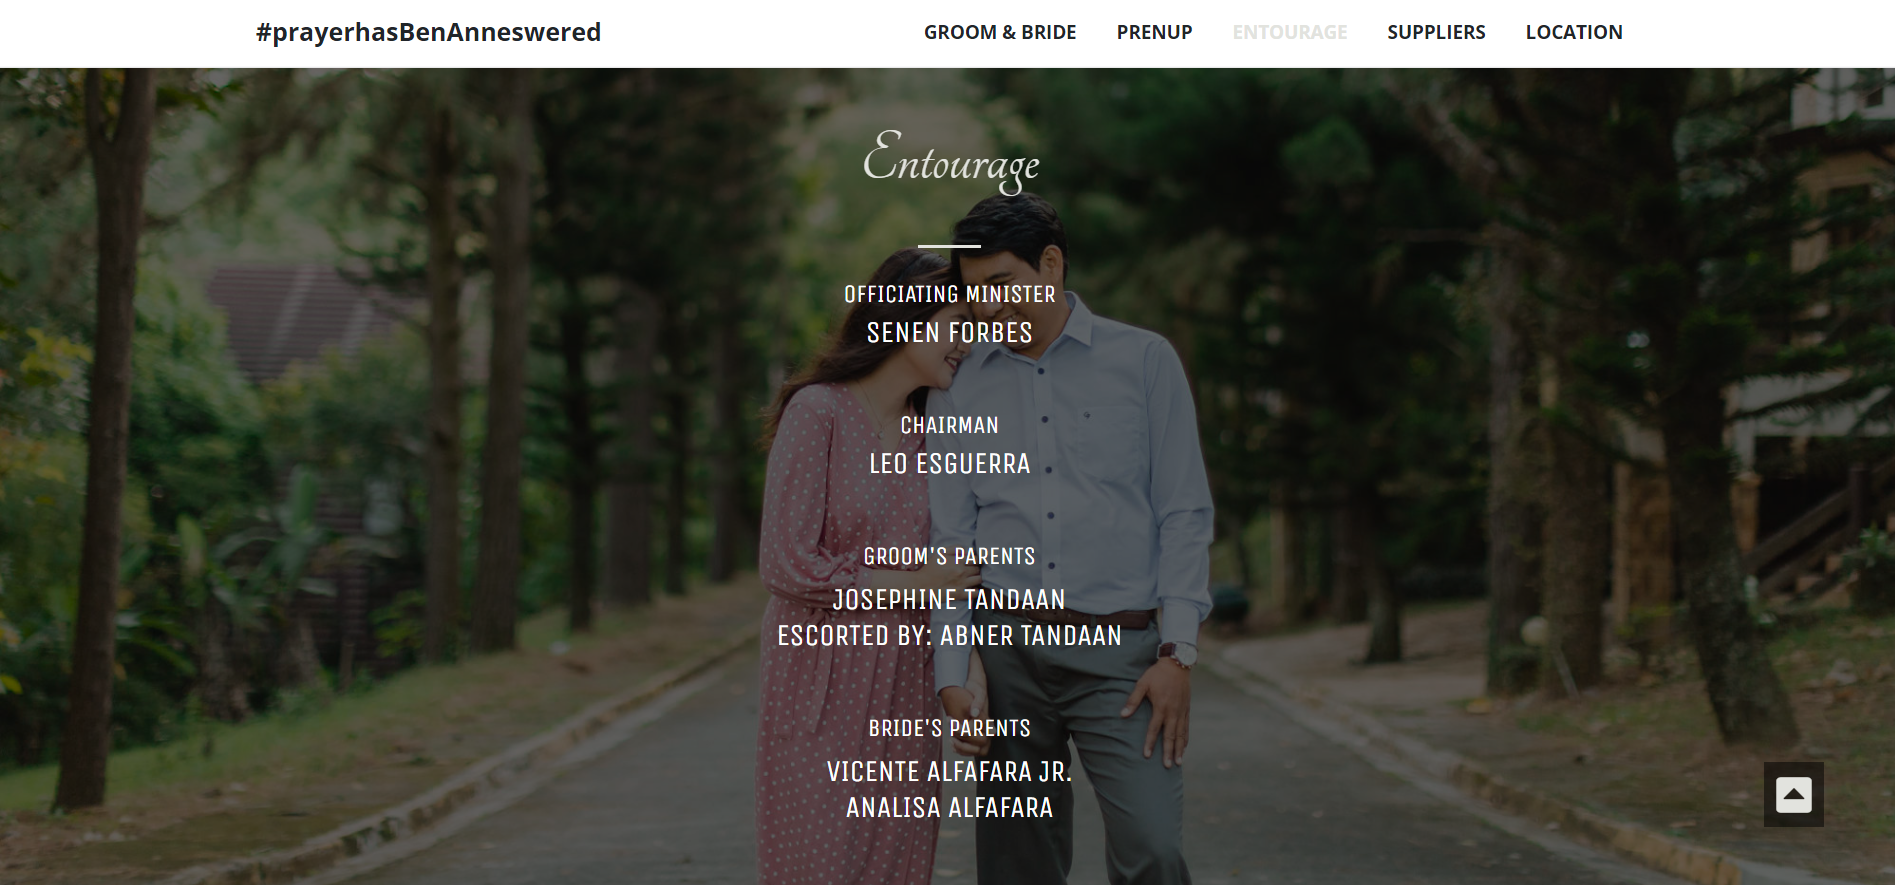 #prayerhasBenAnneswered
GROOM & BRIDE PRENUP ENTOURAGE SUPPLIERS LOCATION
Entourage
OFFICIATING MINISTER
SENEN FORBES
CHAIRMAN
LEO ESGUERRA
GROOM'S PARENTS
JOSEPHINE TANDAAN
ESCORTED BY: ABNER TANDAAN
BRIDE'S PARENTS
VICENTE ALFAFARA JR.
ANALISA ALFAFARA